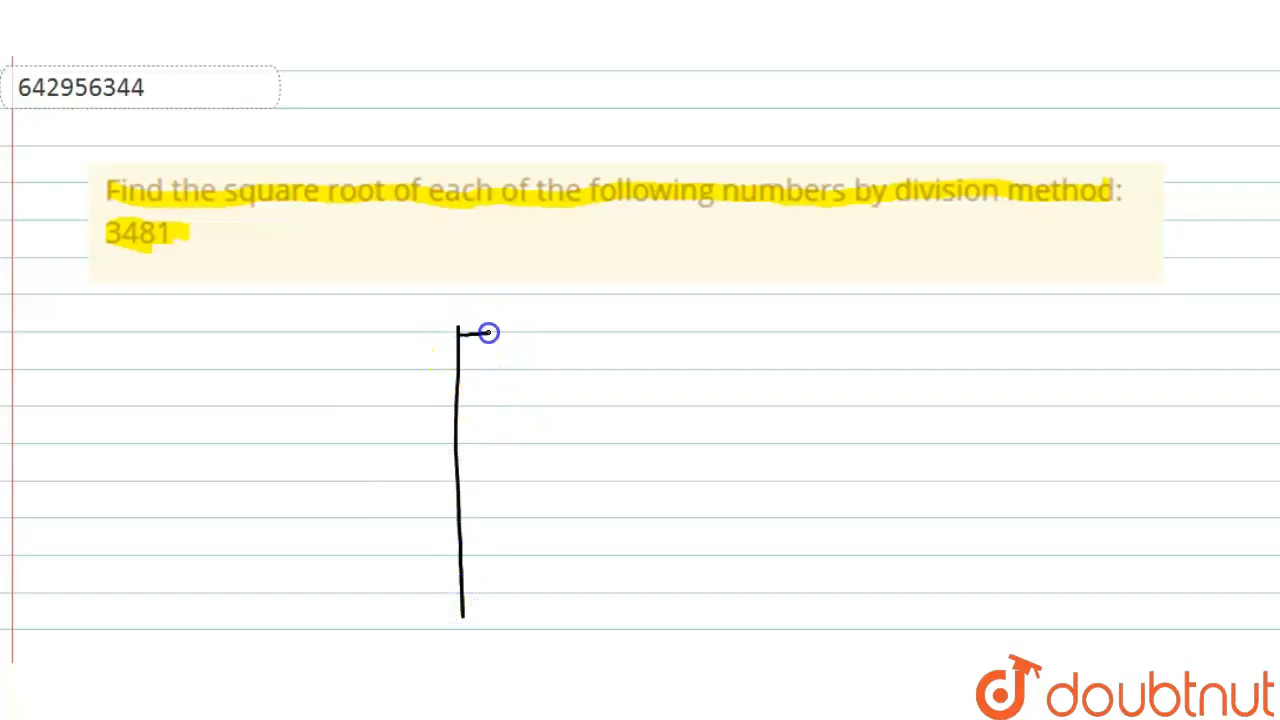 642956344
Find the square root of each of the following numbers by division method:
3481
doubtnut